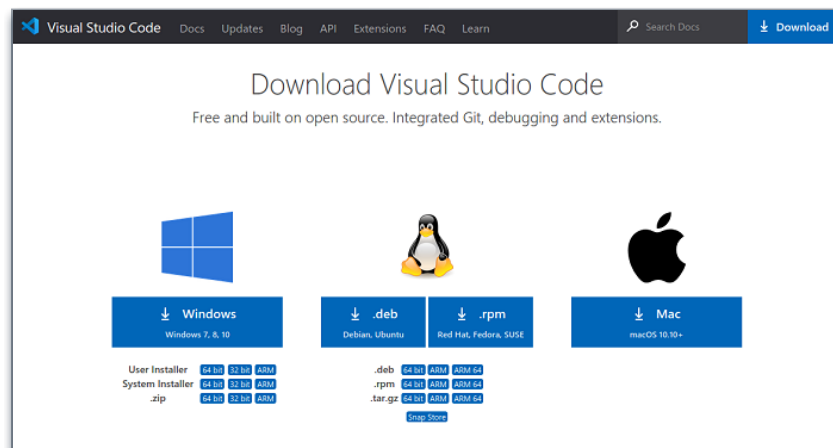 Visual Studio Code Docs Updates Blog API Extensions FAQ Learn Search Docs Download
Download Visual Studio Code
Free and built on open source. Integrated Git, debugging and extensions.
Windows
Windows 7, 8, 10
.deb
Debian, Ubuntu
.rpm
Red Hat, Fedora, SUSE
Mac
macOS 10.10+
User Installer 64 bit 32 bit ARM
System Installer 64 bit 32 bit ARM
.zip 64 bit 32 bit ARM
.deb 64 bit ARM ARM 64
.rpm 64 bit ARM ARM 64
.tar.gz 64 bit ARM ARM 64
Snap Store